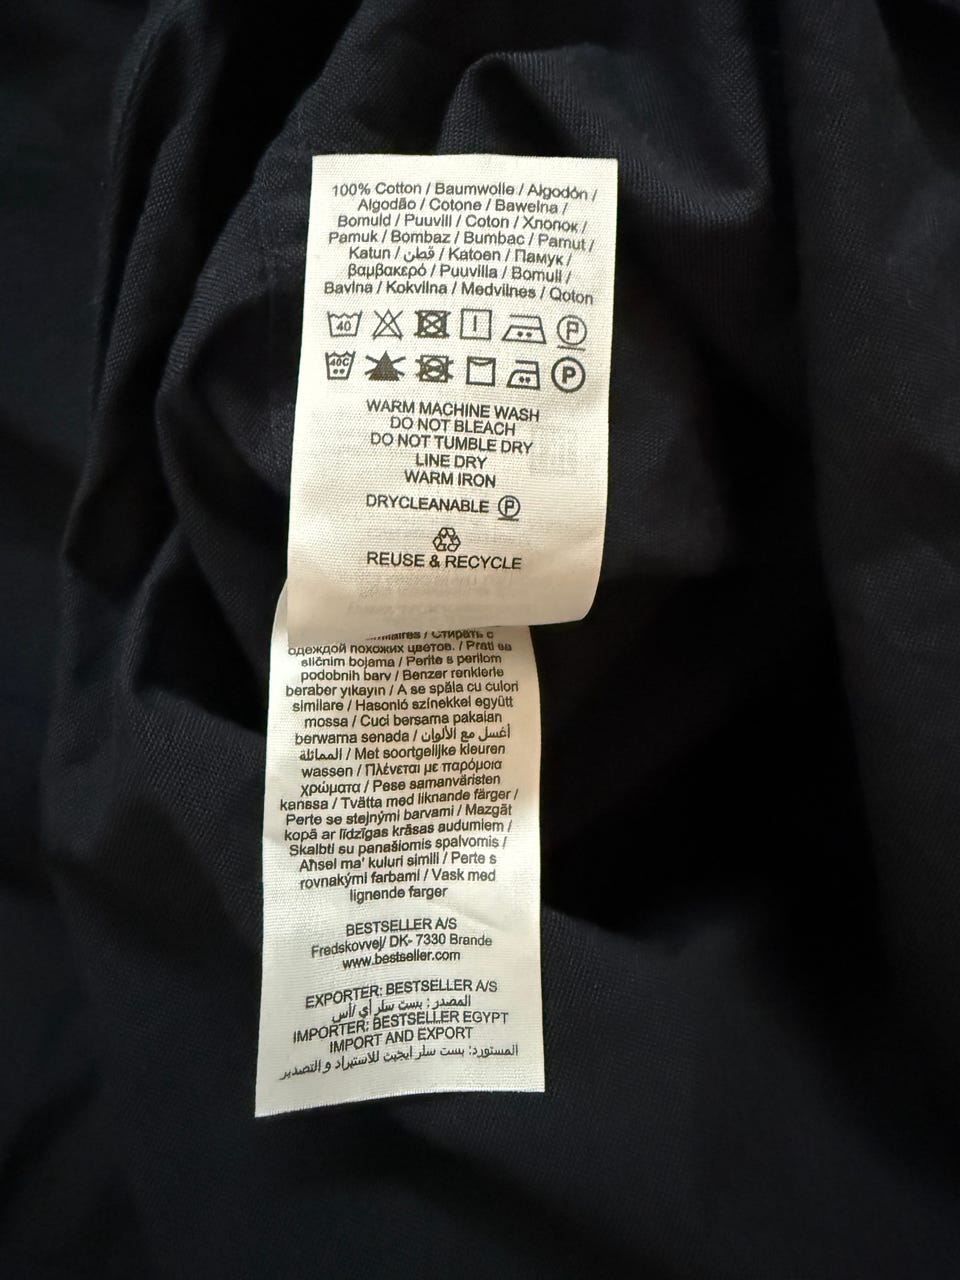 100% Cotton / Baumwolle / Algodón /
Algodão / Cotone / Bawełna /
Bomuld / Puuvill / Coton / Хлопок /
Pamuk / Bombaz / Bumbac / Pamut /
Katun / قطن / Katoen / Памук /
βαμβακερό / Puuvilla / Bomull /
Bavlna / Kokvilna / Medvilnės / Qoton
40 P
40C P
WARM MACHINE WASH
DO NOT BLEACH
DO NOT TUMBLE DRY
LINE DRY
WARM IRON
DRYCLEANABLE P
REUSE & RECYCLE
/ Стирать с
одеждой похожих цветов. / Prati sa
sličnim bojama / Perite s perilom
podobnih barv / Benzer renklerle
beraber yıkayın / A se spăla cu culori
similare / Hasonló színekkel együtt
mossa / Cuci bersama pakaian
berwarna senada / أغسل مع الألوان
المماثلة / Met soortgelijke kleuren
wassen / Πλένεται με παρόμοια
χρώματα / Pese samanväristen
kanssa / Tvätta med liknande färger /
Perte se stejnými barvami / Mazgāt
kopā ar līdzīgas krāsas audumiem /
Skalbti su panašiomis spalvomis /
Aħsel ma' kuluri simili / Perte s
rovnakými farbami / Vask med
lignende farger
BESTSELLER A/S
Fredskovvej/ DK- 7330 Brande
www.bestseller.com
EXPORTER: BESTSELLER A/S
المصدر: بست سلر أي /أس
IMPORTER: BESTSELLER EGYPT
IMPORT AND EXPORT
المستورد: بست سلر ايجيبت للاستيراد و التصدير